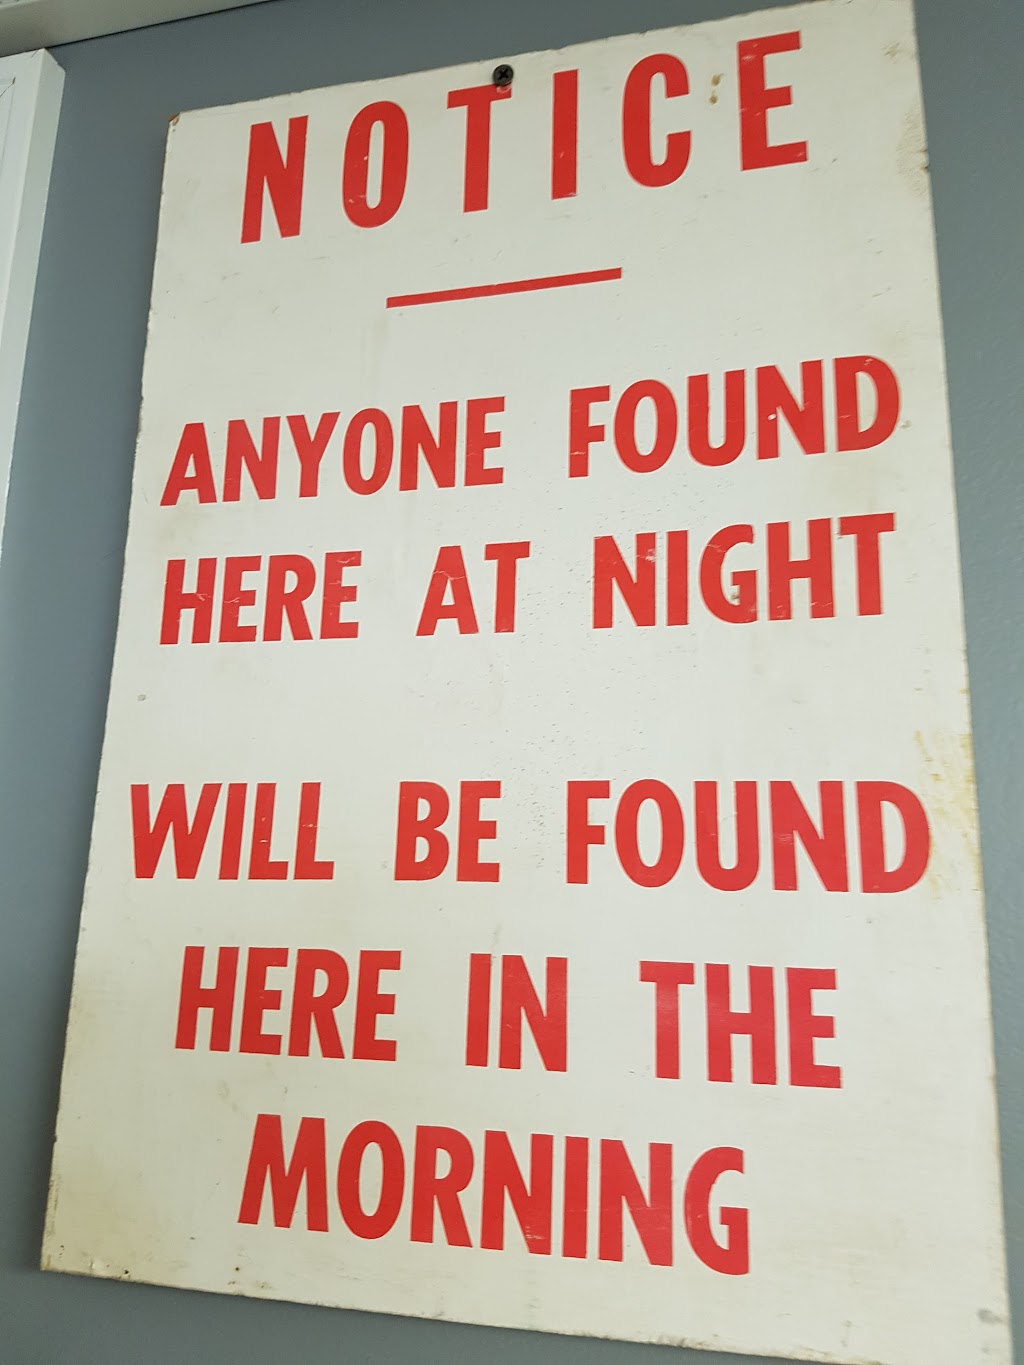 NOTICE
ANYONE FOUND
HERE AT NIGHT
WILL BE FOUND
HERE IN THE
MORNING